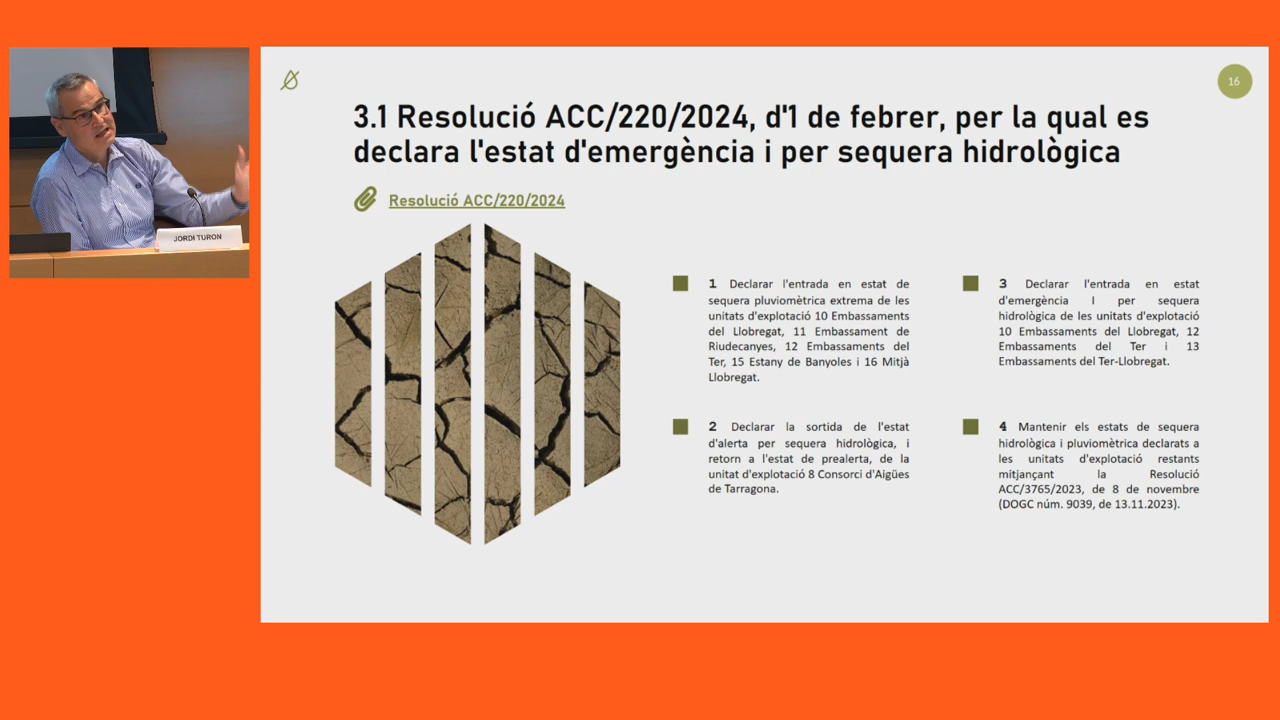 16
3.1 Resolució ACC/220/2024, d'1 de febrer, per la qual es
declara l'estat d'emergència i per sequera hidrològica
Resolució ACC/220/2024
1 Declarar l'entrada en estat de
sequera pluviomètrica extrema de les
unitats d'explotació 10 Embassaments
del Llobregat, 11 Embassament de
Riudecanyes, 12 Embassaments del
Ter, 15 Estany de Banyoles i 16 Mitjà
Llobregat.
2 Declarar la sortida de l'estat
d'alerta per sequera hidrològica, i
retorn a l'estat de prealerta, de la
unitat d'explotació 8 Consorci d'Aigües
de Tarragona.
3 Declarar l'entrada en estat
d'emergència I per sequera
hidrològica de les unitats d'explotació
10 Embassaments del Llobregat, 12
Embassaments del Ter i 13
Embassaments del Ter-Llobregat.
4 Mantenir els estats de sequera
hidrològica i pluviomètrica declarats a
les unitats d'explotació restants
mitjançant la Resolució
ACC/3765/2023, de 8 de novembre
(DOGC núm. 9039, de 13.11.2023).
JORDI TURON